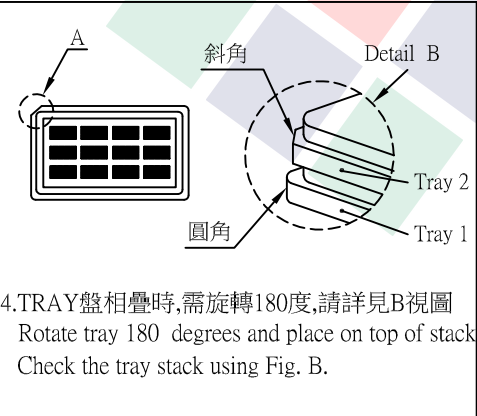 A
斜角
Detail B
Tray 2
圓角
Tray 1
4.TRAY盤相疊時,需旋轉180度,請詳見B視圖
Rotate tray 180 degrees and place on top of stack
Check the tray stack using Fig. B.